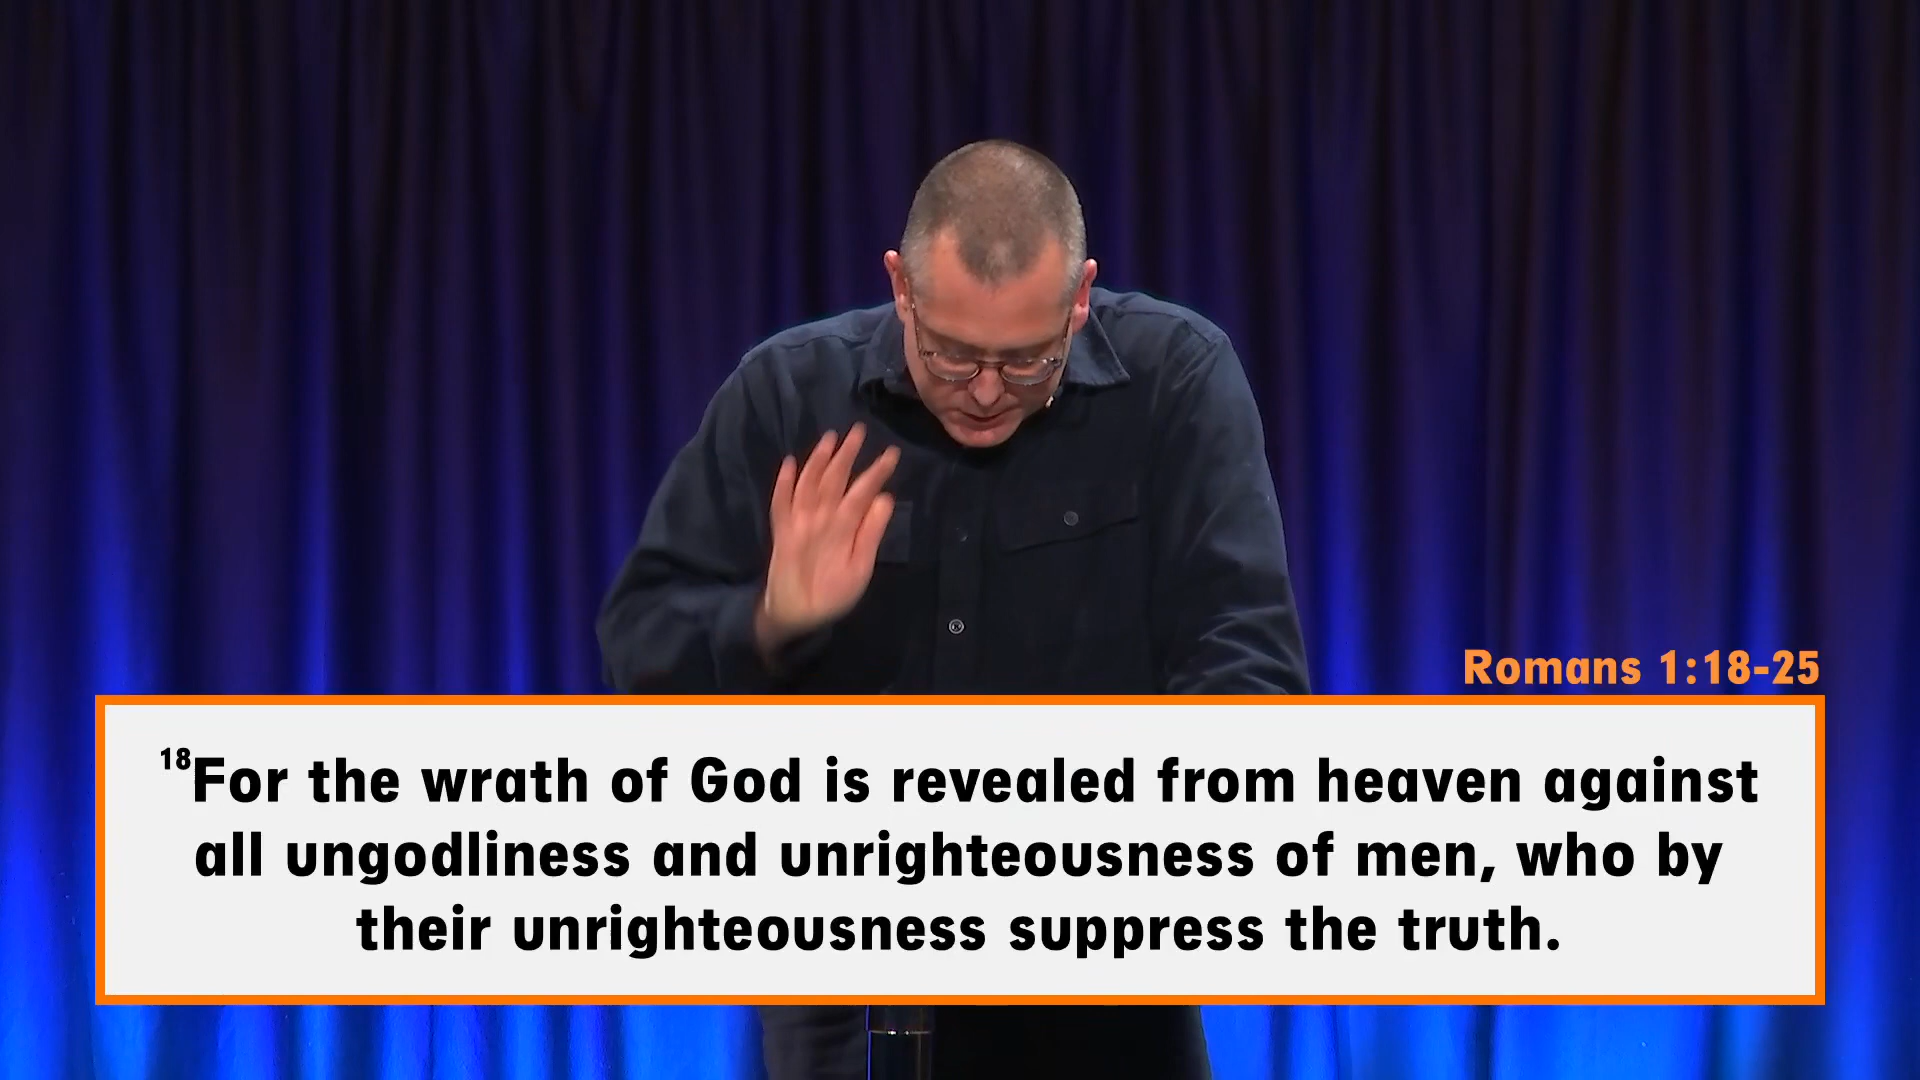 Romans 1:18-25
18For the wrath of God is revealed from heaven against
all ungodliness and unrighteousness of men, who by
their unrighteousness suppress the truth.